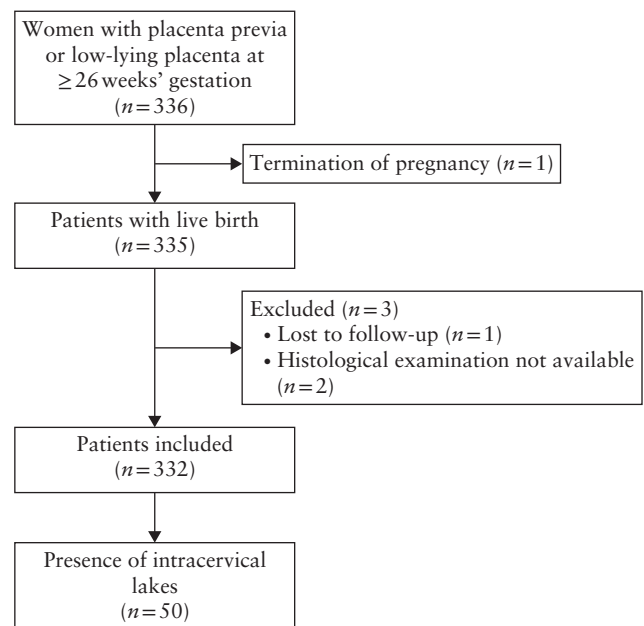 Women with placenta previa
or low-lying placenta at
≥26 weeks’ gestation
(n=336)
Termination of pregnancy (n=1)
Patients with live birth
(n=335)
Excluded (n=3)
• Lost to follow-up (n=1)
• Histological examination not available
(n=2)
Patients included
(n=332)
Presence of intracervical
lakes
(n=50)